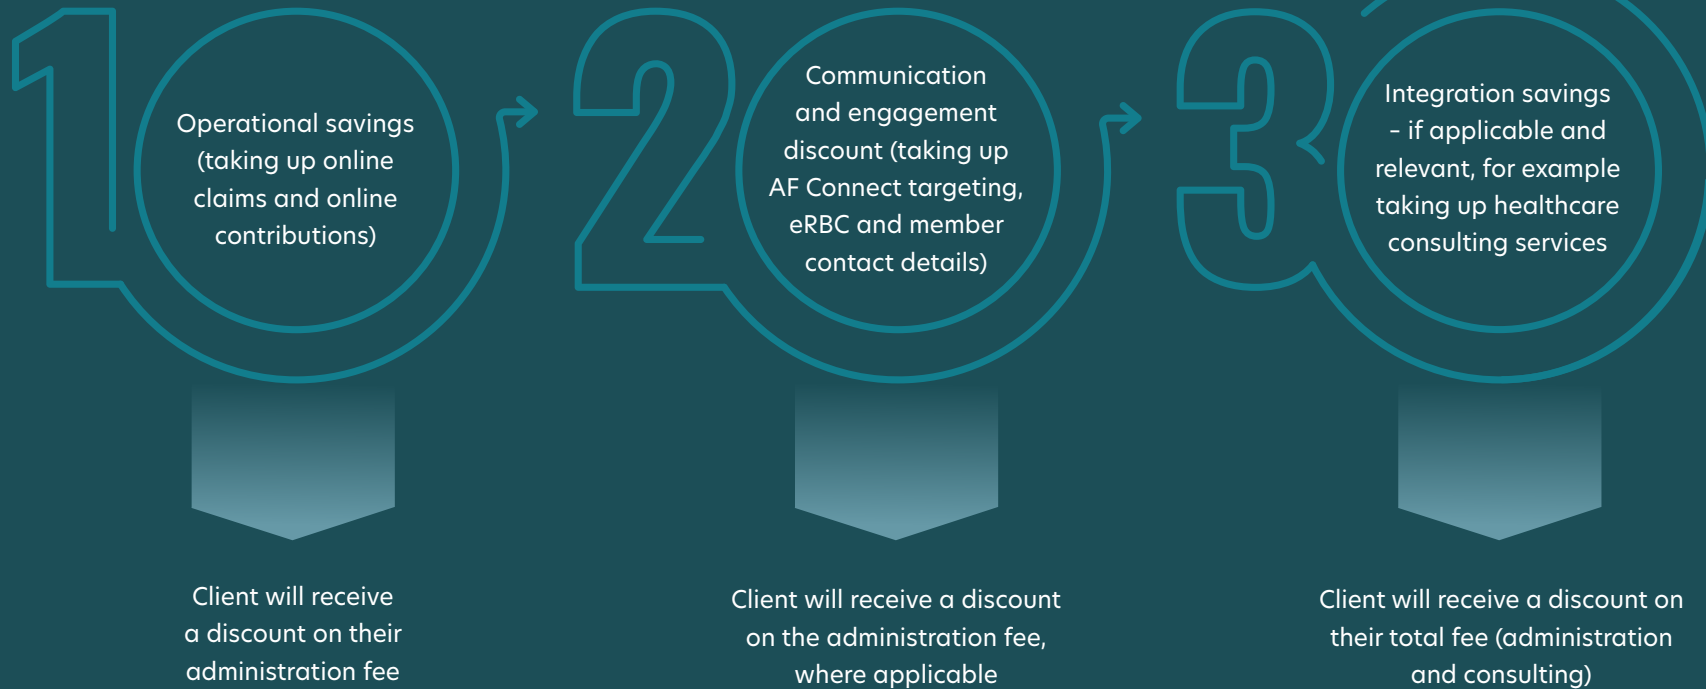 1
Operational savings
(taking up online
claims and online
contributions)
Client will receive
a discount on their
administration fee
2
Communication
and engagement
discount (taking up
AF Connect targeting,
eRBC and member
contact details)
Client will receive a discount
on the administration fee,
where applicable
3
Integration savings
– if applicable and
relevant, for example
taking up healthcare
consulting services
Client will receive a discount on
their total fee (administration
and consulting)